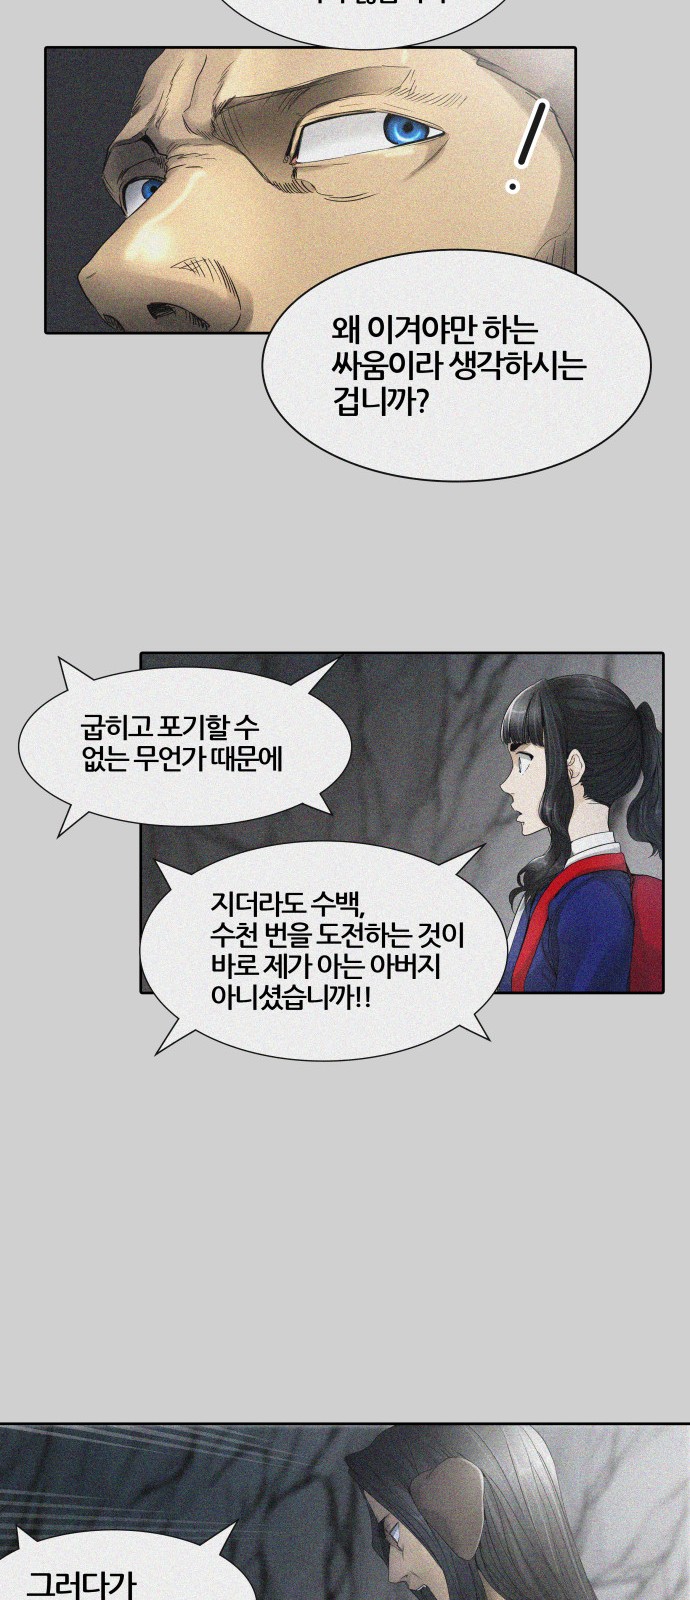 왜 이겨야만 하는
싸움이라 생각하시는
겁니까?
굽히고 포기할 수
없는 무언가 때문에
지더라도 수백,
수천 번을 도전하는 것이
바로 제가 아는 아버지
아니셨습니까!!
그러다가